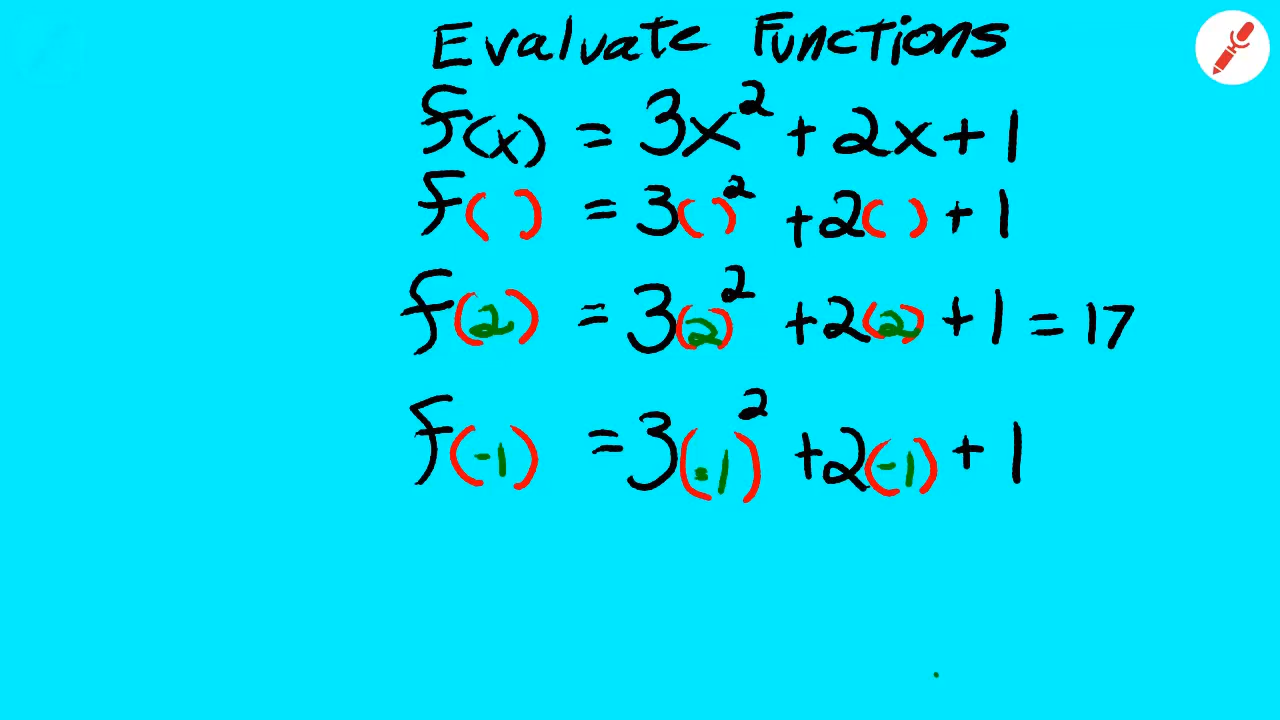 Evaluate Functions
f(x) = 3x² + 2x + 1
f( ) = 3( )² + 2( ) + 1
f(2) = 3(2)² + 2(2) + 1 = 17
f(-1) = 3(-1)² + 2(-1) + 1